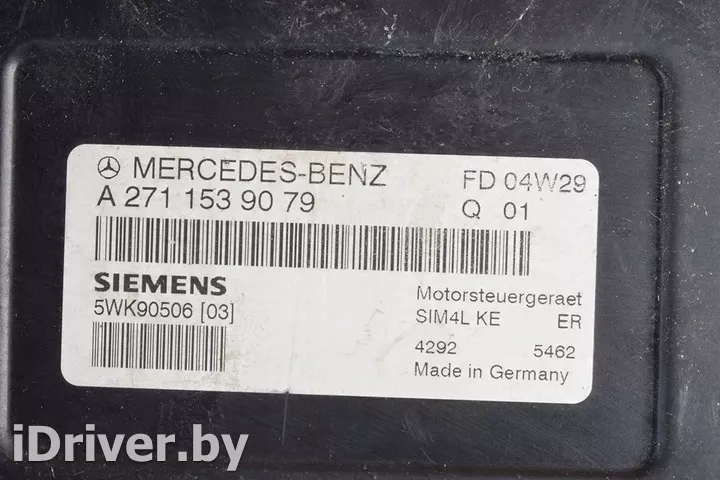 MERCEDES-BENZ FD 04W29
A 271 153 90 79 Q 01
SIEMENS
5WK90506 [03]
Motorsteuergeraet
SIM4L KE ER
4292 5462
Made in Germany
iDriver.by